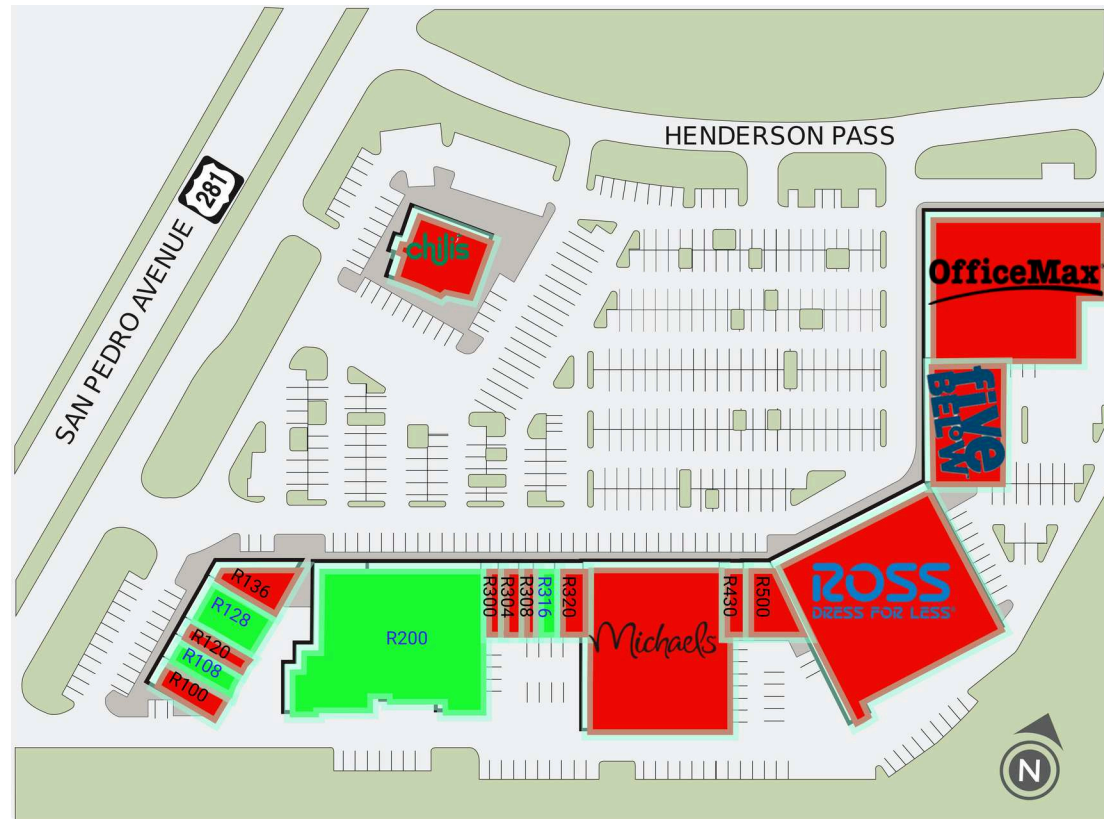 HENDERSON PASS
281
SAN PEDRO AVENUE
chilis
OfficeMax
five
BELOW
R136
R128
R120
R108
R100
R200
R300
R304
R308
R316
R320
Michaels
R430
R500
ROSS
DRESS FOR LESS
N